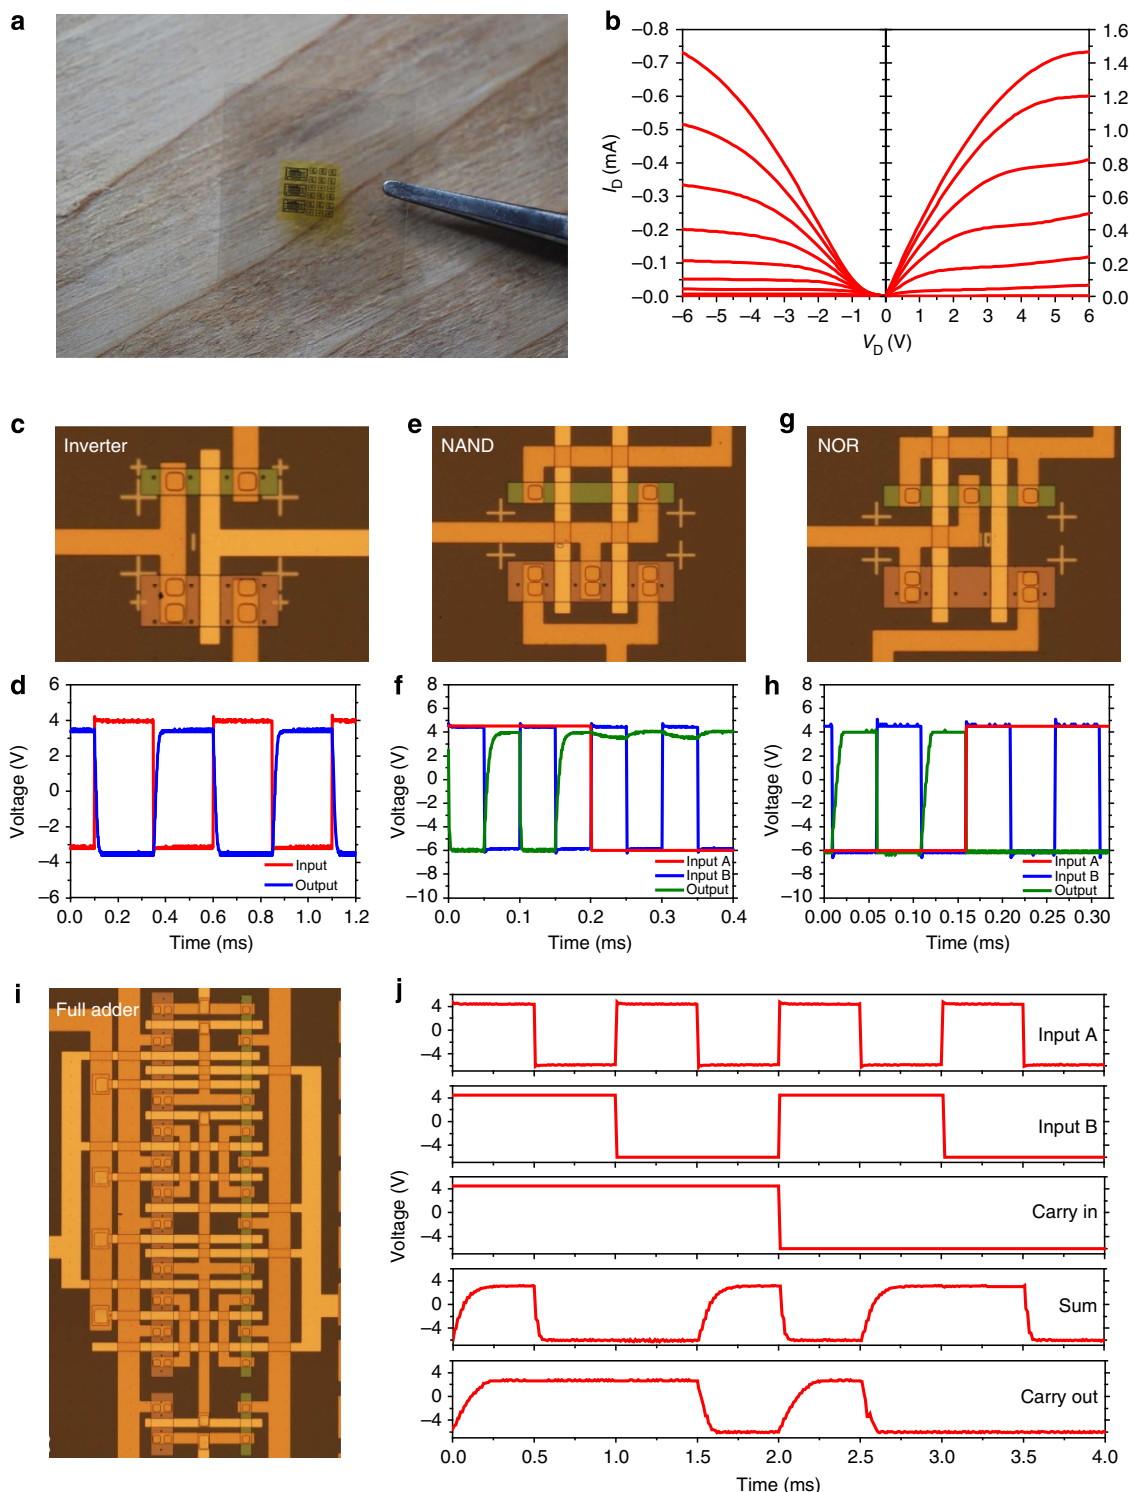 a
b
–0.8
–0.7
–0.6
–0.5
–0.4
–0.3
–0.2
–0.1
–0.0
I_D (mA)
1.6
1.4
1.2
1.0
0.8
0.6
0.4
0.2
0.0
–6 –5 –4 –3 –2 –1 0 1 2 3 4 5 6
V_D (V)
c
Inverter
e
NAND
g
NOR
d
6
4
2
0
–2
–4
–6
Voltage (V)
Input
Output
0.0 0.2 0.4 0.6 0.8 1.0 1.2
Time (ms)
f
8
6
4
2
0
–2
–4
–6
–8
–10
Voltage (V)
Input A
Input B
Output
0.0 0.1 0.2 0.3 0.4
Time (ms)
h
8
6
4
2
0
–2
–4
–6
–8
–10
Voltage (V)
Input A
Input B
Output
0.00 0.05 0.10 0.15 0.20 0.25 0.30
Time (ms)
i
Full adder
j
Voltage (V)
4
0
–4
Input A
4
0
–4
Input B
4
0
–4
Carry in
4
0
–4
Sum
4
0
–4
Carry out
0.0 0.5 1.0 1.5 2.0 2.5 3.0 3.5 4.0
Time (ms)